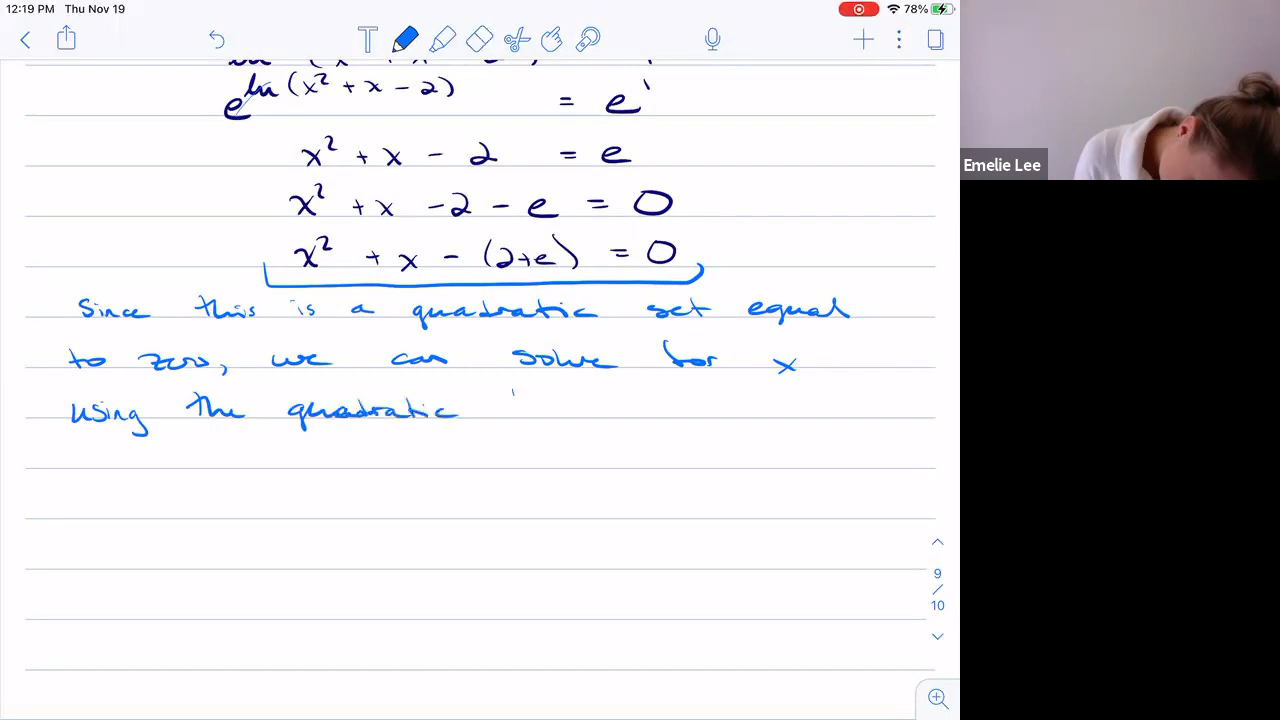 12:19 PM Thu Nov 19
78%
e^ln(x² + x - 2) = e¹
x² + x - 2 = e
x² + x - 2 - e = 0
x² + x - (2+e) = 0
Since this is a quadratic set equal
to zero, we can solve for x
using the quadratic
9
/
10
Emelie Lee